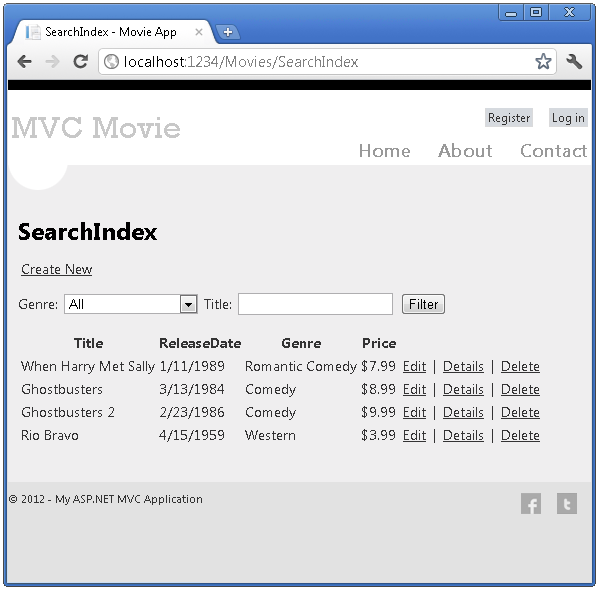 SearchIndex - Movie App
localhost:1234/Movies/SearchIndex
Register Log in
MVC Movie
Home About Contact
SearchIndex
Create New
Genre: All Title: Filter
Title ReleaseDate Genre Price
When Harry Met Sally 1/11/1989 Romantic Comedy $7.99 Edit | Details | Delete
Ghostbusters 3/13/1984 Comedy $8.99 Edit | Details | Delete
Ghostbusters 2 2/23/1986 Comedy $9.99 Edit | Details | Delete
Rio Bravo 4/15/1959 Western $3.99 Edit | Details | Delete
© 2012 - My ASP.NET MVC Application